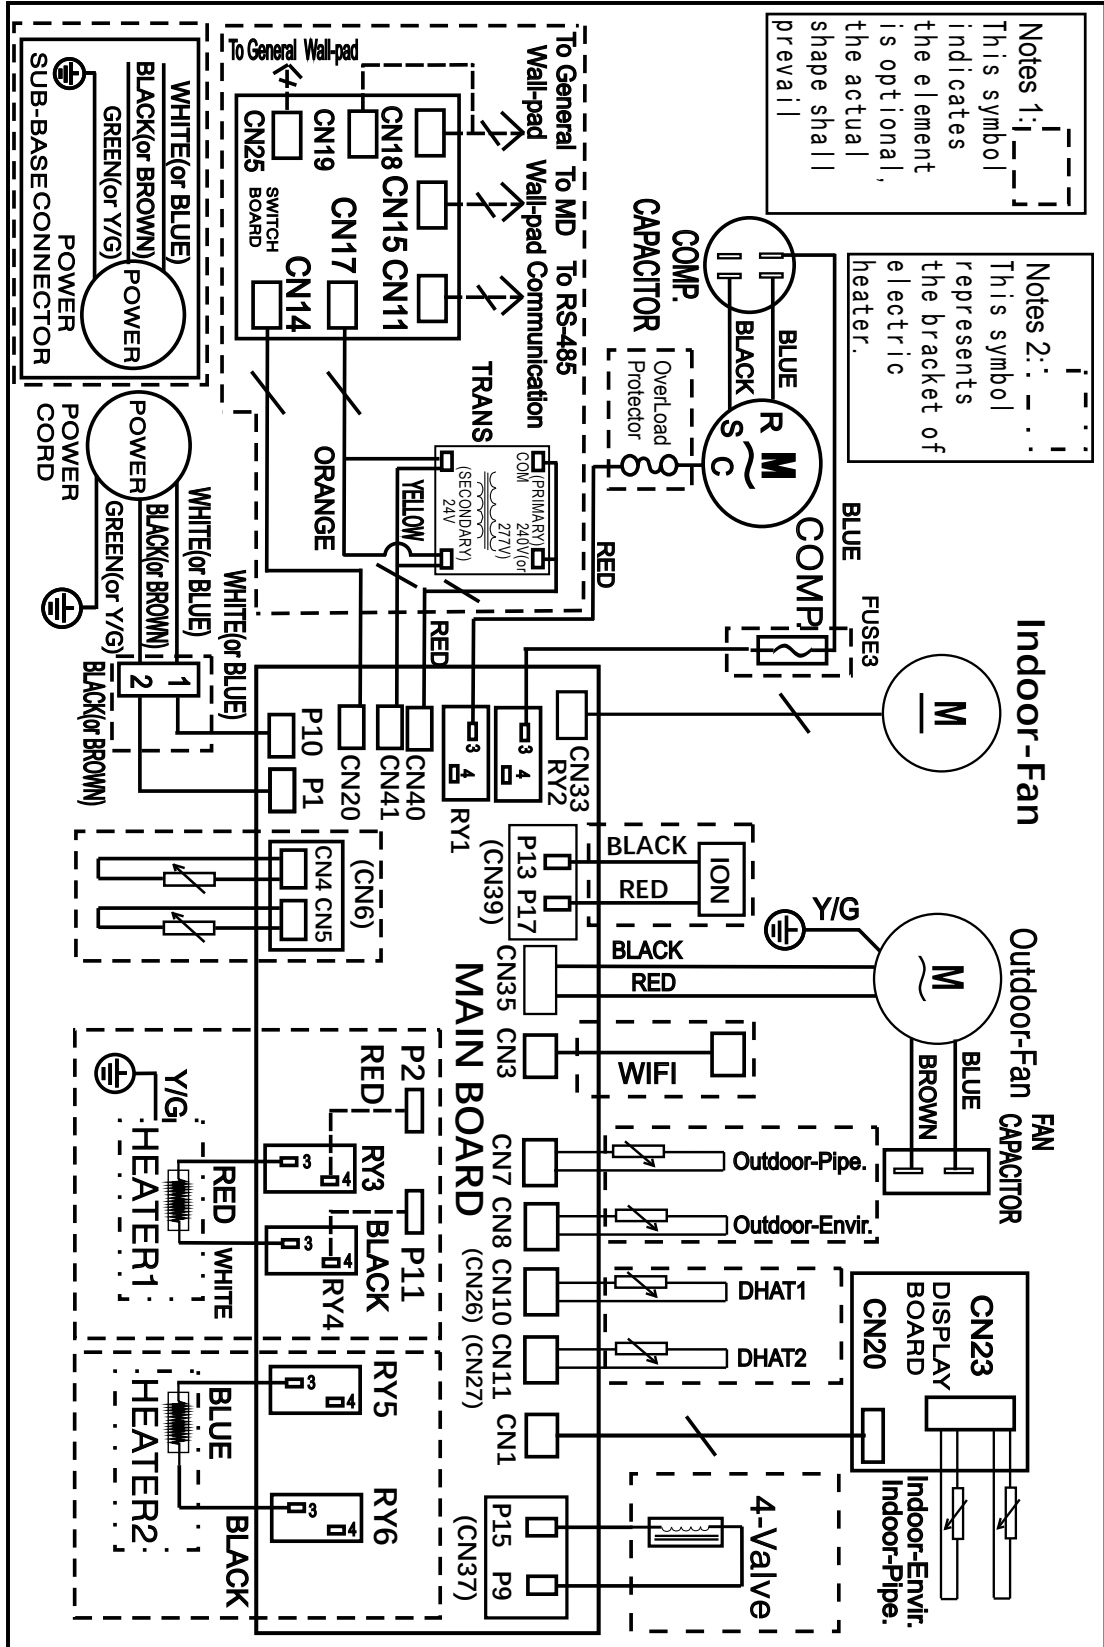 Notes 1:
This symbol
indicates
the element
is optional,
the actual
shape shall
prevail
Notes 2:
This symbol
represents
the bracket of
electric
heater.
Indoor-Fan
M
Outdoor-Fan
M
Y/G
BLUE
BROWN
FAN
CAPACITOR
CN23
DISPLAY
BOARD
CN20
Indoor-Envir.
Indoor-Pipe.
COMP.
CAPACITOR
BLUE
BLACK
R
S
C
M
COMP.
BLUE
FUSE3
OverLoad
Protector
RED
ION
BLACK
RED
BLACK
RED
WIFI
Outdoor-Pipe.
Outdoor-Envir.
DHAT1
DHAT2
4-Valve
To General
Wall-pad
To MD
Wall-pad
To RS-485
Communication
To General Wall-pad
CN18
CN15
CN11
CN19
CN25
CN17
CN14
SWITCH
BOARD
TRANS
COM
(PRIMARY)
240V(or
277V)
24V
(SECONDARY)
ORANGE
YELLOW
RED
CN33
RY2
3
4
RY1
3
4
CN40
CN41
CN20
P10
P1
P13
P17
(CN39)
CN35
CN3
MAIN BOARD
CN7
CN8
CN10
(CN26)
CN11
(CN27)
CN1
P15
P9
(CN37)
(CN6)
CN4
CN5
P2
RED
RY3
3
4
P11
BLACK
RY4
3
4
RY5
3
4
RY6
3
4
Y/G
RED
WHITE
HEATER1
BLUE
BLACK
HEATER2
WHITE(or BLUE)
BLACK(or BROWN)
GREEN(or Y/G)
POWER
SUB-BASECONNECTOR
POWER
POWER
POWER
CORD
WHITE(or BLUE)
BLACK(or BROWN)
GREEN(or Y/G)
1
2
WHITE(or BLUE)
BLACK(or BROWN)